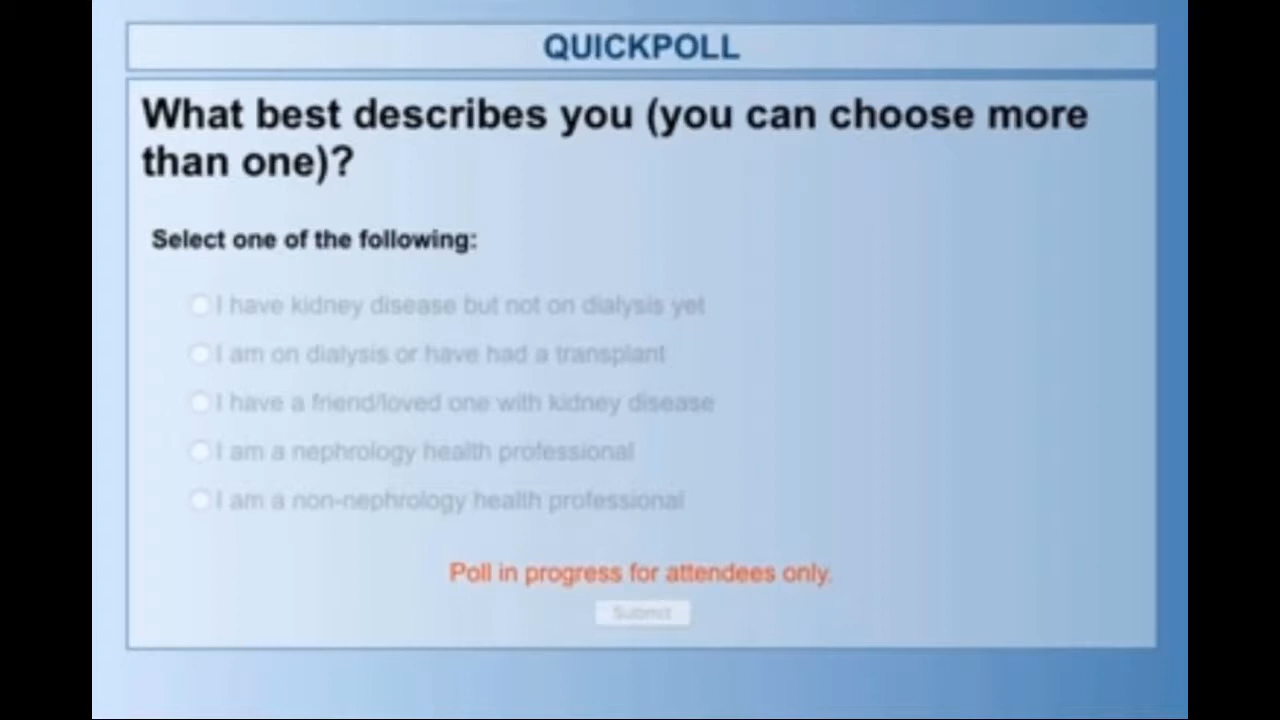 QUICKPOLL
What best describes you (you can choose more
than one)?
Select one of the following:
I have kidney disease but not on dialysis yet
I am on dialysis or have had a transplant
I have a friend/loved one with kidney disease
I am a nephrology health professional
I am a non-nephrology health professional
Poll in progress for attendees only.
Submit